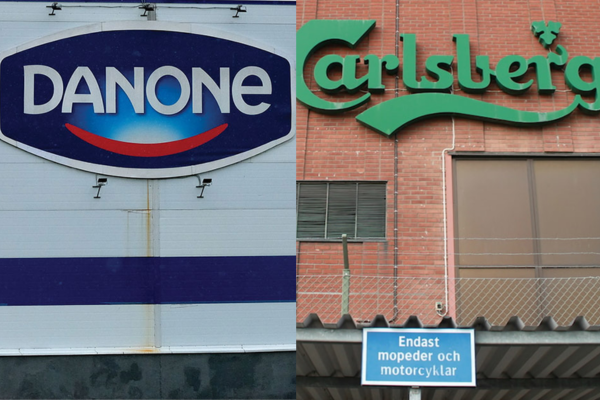 DANONE
Carlsberg
Endast
mopeder och
motorcyklar